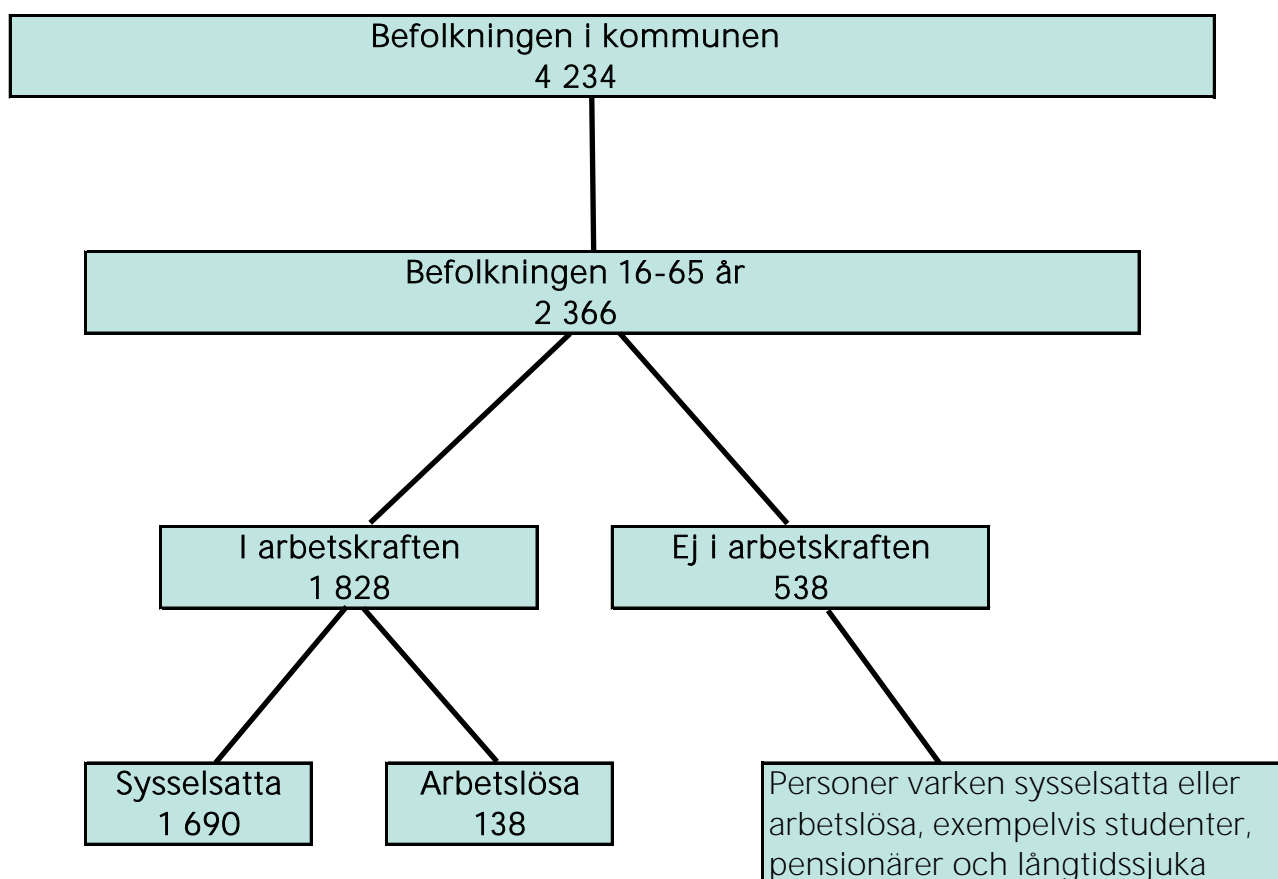 Befolkningen i kommunen
4 234
Befolkningen 16-65 år
2 366
I arbetskraften
1 828
Ej i arbetskraften
538
Sysselsatta
1 690
Arbetslösa
138
Personer varken sysselsatta eller
arbetslösa, exempelvis studenter,
pensionärer och långtidssjuka